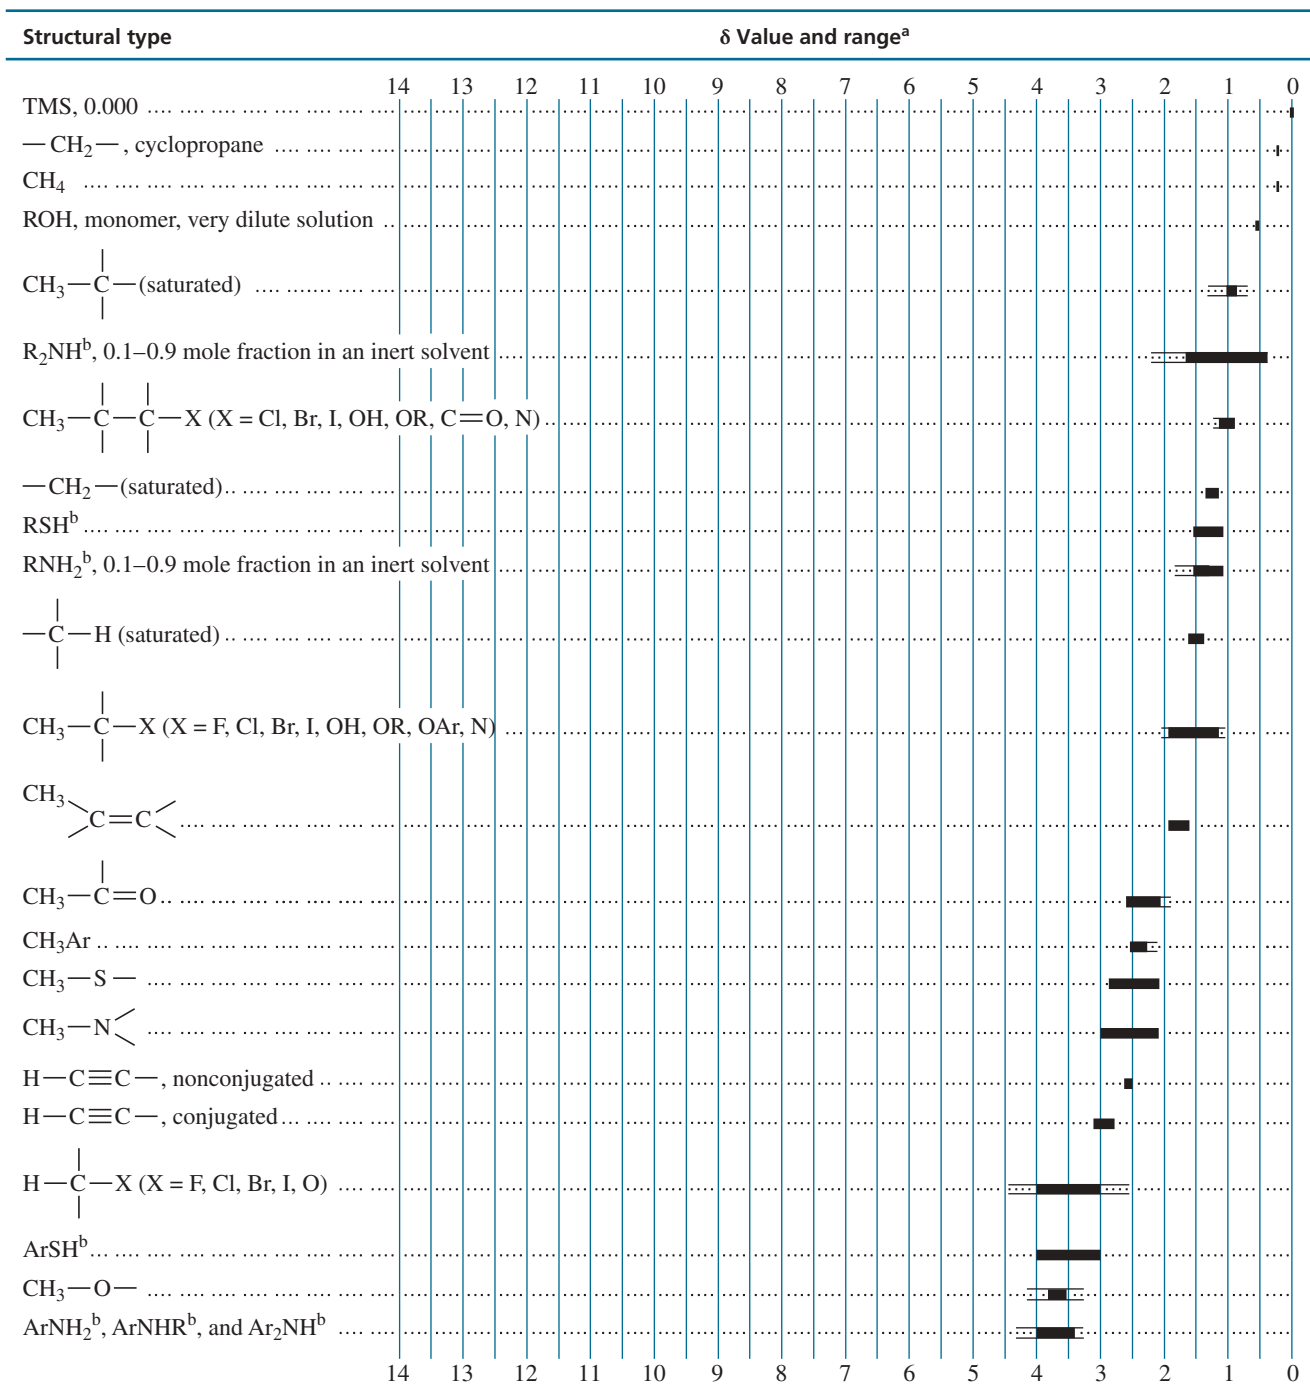 Structural type δ Value and rangeᵃ
14 13 12 11 10 9 8 7 6 5 4 3 2 1 0
TMS, 0.000
—CH₂—, cyclopropane
CH₄
ROH, monomer, very dilute solution
CH₃—C—(saturated)
R₂NHᵇ, 0.1–0.9 mole fraction in an inert solvent
CH₃—C—C—X (X = Cl, Br, I, OH, OR, C=O, N)
—CH₂—(saturated)
RSHᵇ
RNH₂ᵇ, 0.1–0.9 mole fraction in an inert solvent
—C—H (saturated)
CH₃—C—X (X = F, Cl, Br, I, OH, OR, OAr, N)
CH₃
C=C
CH₃—C=O
CH₃Ar
CH₃—S—
CH₃—N
H—C≡C—, nonconjugated
H—C≡C—, conjugated
H—C—X (X = F, Cl, Br, I, O)
ArSHᵇ
CH₃—O—
ArNH₂ᵇ, ArNHRᵇ, and Ar₂NHᵇ
14 13 12 11 10 9 8 7 6 5 4 3 2 1 0